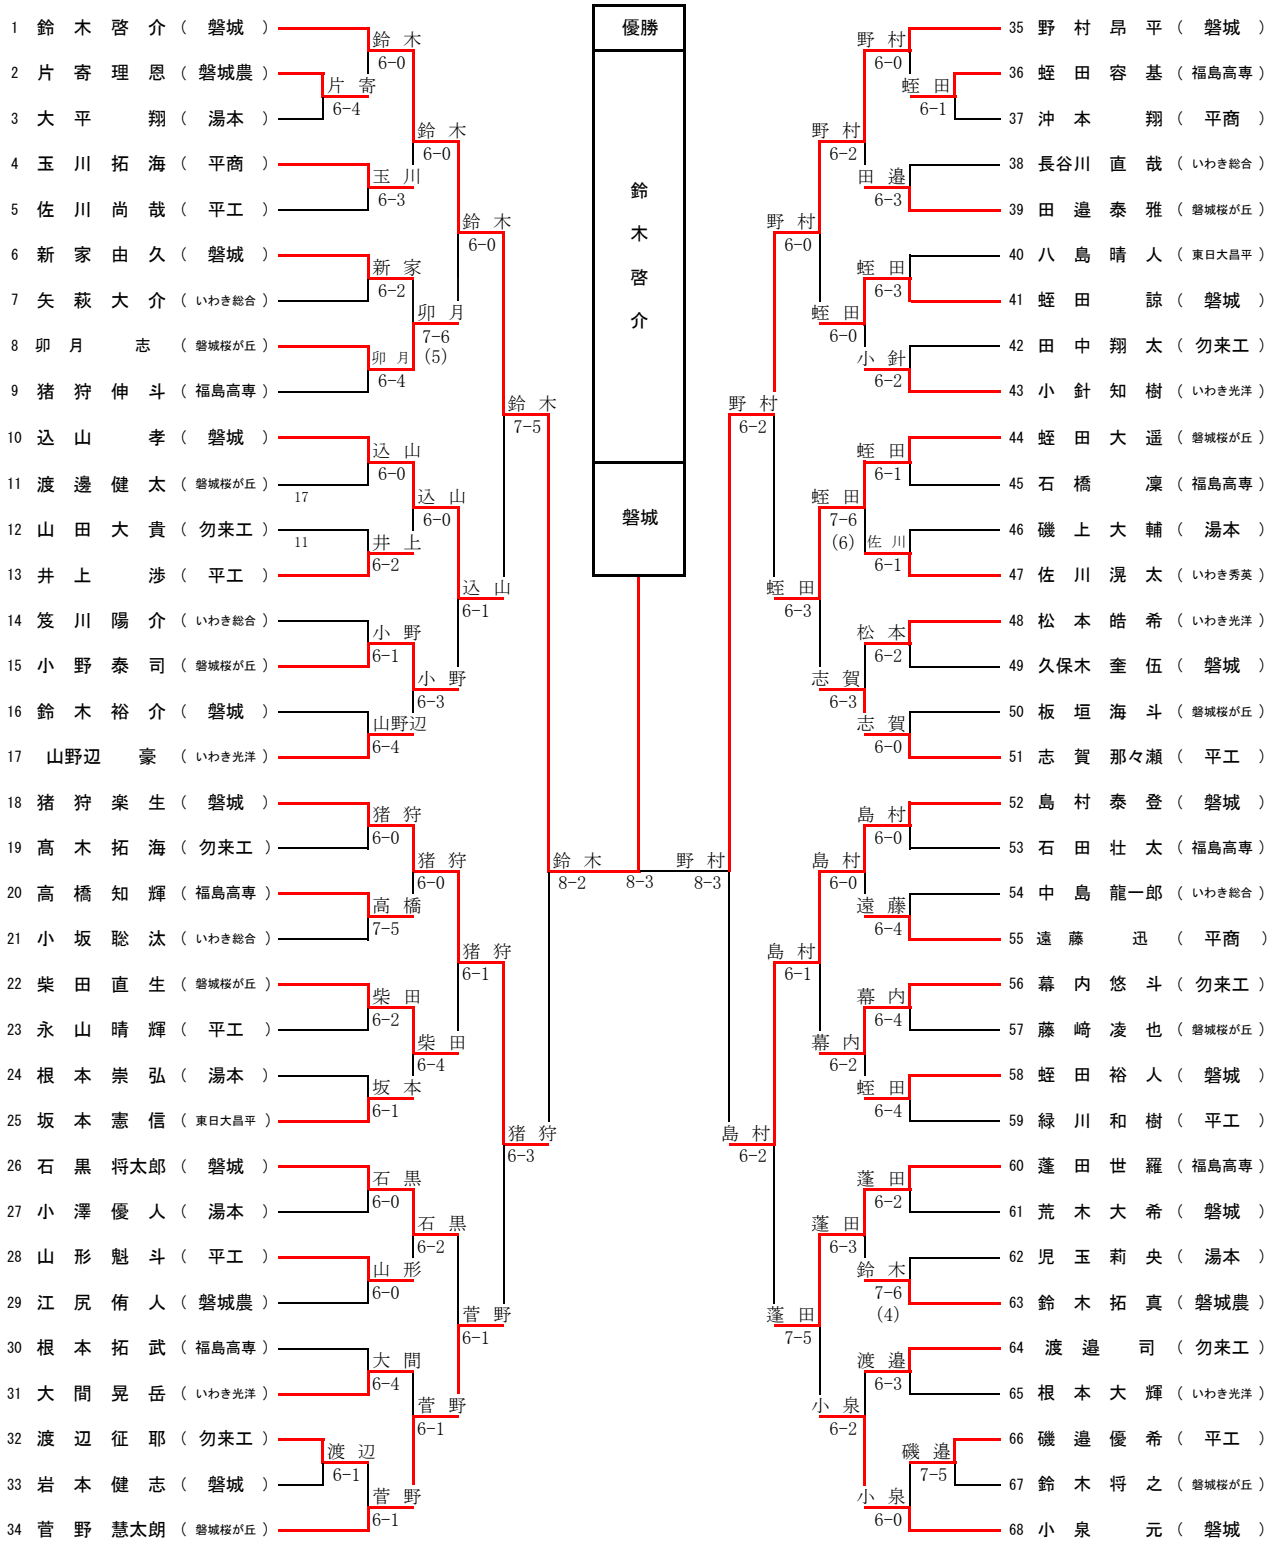 優勝
鈴木啓介
磐城
1 鈴木啓介 ( 磐城 )
2 片寄理恩 ( 磐城農 )
3 大平翔 ( 湯本 )
4 玉川拓海 ( 平商 )
5 佐川尚哉 ( 平工 )
6 新家由久 ( 磐城 )
7 矢萩大介 ( いわき総合 )
8 卯月志 ( 磐城桜が丘 )
9 猪狩伸斗 ( 福島高専 )
10 込山孝 ( 磐城 )
11 渡邊健太 ( 磐城桜が丘 )
12 山田大貴 ( 勿来工 )
13 井上渉 ( 平工 )
14 笈川陽介 ( いわき総合 )
15 小野泰司 ( 磐城桜が丘 )
16 鈴木裕介 ( 磐城 )
17 山野辺豪 ( いわき光洋 )
18 猪狩楽生 ( 磐城 )
19 髙木拓海 ( 勿来工 )
20 高橋知輝 ( 福島高専 )
21 小坂聡汰 ( いわき総合 )
22 柴田直生 ( 磐城桜が丘 )
23 永山晴輝 ( 平工 )
24 根本崇弘 ( 湯本 )
25 坂本憲信 ( 東日大昌平 )
26 石黒将太郎 ( 磐城 )
27 小澤優人 ( 湯本 )
28 山形魁斗 ( 平工 )
29 江尻侑人 ( 磐城農 )
30 根本拓武 ( 福島高専 )
31 大間晃岳 ( いわき光洋 )
32 渡辺征耶 ( 勿来工 )
33 岩本健志 ( 磐城 )
34 菅野慧太朗 ( 磐城桜が丘 )
鈴木
6-0
片寄
6-4
玉川
6-3
新家
6-2
卯月
6-4
込山
6-0
17
11
井上
6-2
小野
6-1
山野辺
6-4
猪狩
6-0
高橋
7-5
柴田
6-2
坂本
6-1
石黒
6-0
山形
6-0
大間
6-4
渡辺
6-1
菅野
6-1
鈴木
6-0
卯月
7-6
(5)
込山
6-0
小野
6-3
猪狩
6-0
柴田
6-4
石黒
6-2
菅野
6-1
鈴木
6-0
込山
6-1
猪狩
6-1
菅野
6-1
鈴木
7-5
猪狩
6-3
鈴木
8-2
8-3
野村
8-3
野村
6-2
島村
6-2
野村
6-0
蛭田
6-3
島村
6-1
蓬田
7-5
野村
6-2
蛭田
6-0
蛭田
7-6
(6)
志賀
6-3
島村
6-0
幕内
6-2
蓬田
6-3
小泉
6-2
野村
6-0
蛭田
6-1
田邉
6-3
蛭田
6-3
小針
6-2
蛭田
6-1
佐川
6-1
松本
6-2
志賀
6-0
島村
6-0
遠藤
6-4
幕内
6-4
蛭田
6-4
蓬田
6-2
鈴木
7-6
(4)
渡邉
6-3
磯邉
7-5
小泉
6-0
35 野村昂平 ( 磐城 )
36 蛭田容基 ( 福島高専 )
37 沖本翔 ( 平商 )
38 長谷川直哉 ( いわき総合 )
39 田邉泰雅 ( 磐城桜が丘 )
40 八島晴人 ( 東日大昌平 )
41 蛭田諒 ( 磐城 )
42 田中翔太 ( 勿来工 )
43 小針知樹 ( いわき光洋 )
44 蛭田大遥 ( 磐城桜が丘 )
45 石橋凜 ( 福島高専 )
46 磯上大輔 ( 湯本 )
47 佐川滉太 ( いわき秀英 )
48 松本皓希 ( いわき光洋 )
49 久保木奎伍 ( 磐城 )
50 板垣海斗 ( 磐城桜が丘 )
51 志賀那々瀬 ( 平工 )
52 島村泰登 ( 磐城 )
53 石田壮太 ( 福島高専 )
54 中島龍一郎 ( いわき総合 )
55 遠藤迅 ( 平商 )
56 幕内悠斗 ( 勿来工 )
57 藤﨑凌也 ( 磐城桜が丘 )
58 蛭田裕人 ( 磐城 )
59 緑川和樹 ( 平工 )
60 蓬田世羅 ( 福島高専 )
61 荒木大希 ( 磐城 )
62 児玉莉央 ( 湯本 )
63 鈴木拓真 ( 磐城農 )
64 渡邉司 ( 勿来工 )
65 根本大輝 ( いわき光洋 )
66 磯邉優希 ( 平工 )
67 鈴木将之 ( 磐城桜が丘 )
68 小泉元 ( 磐城 )